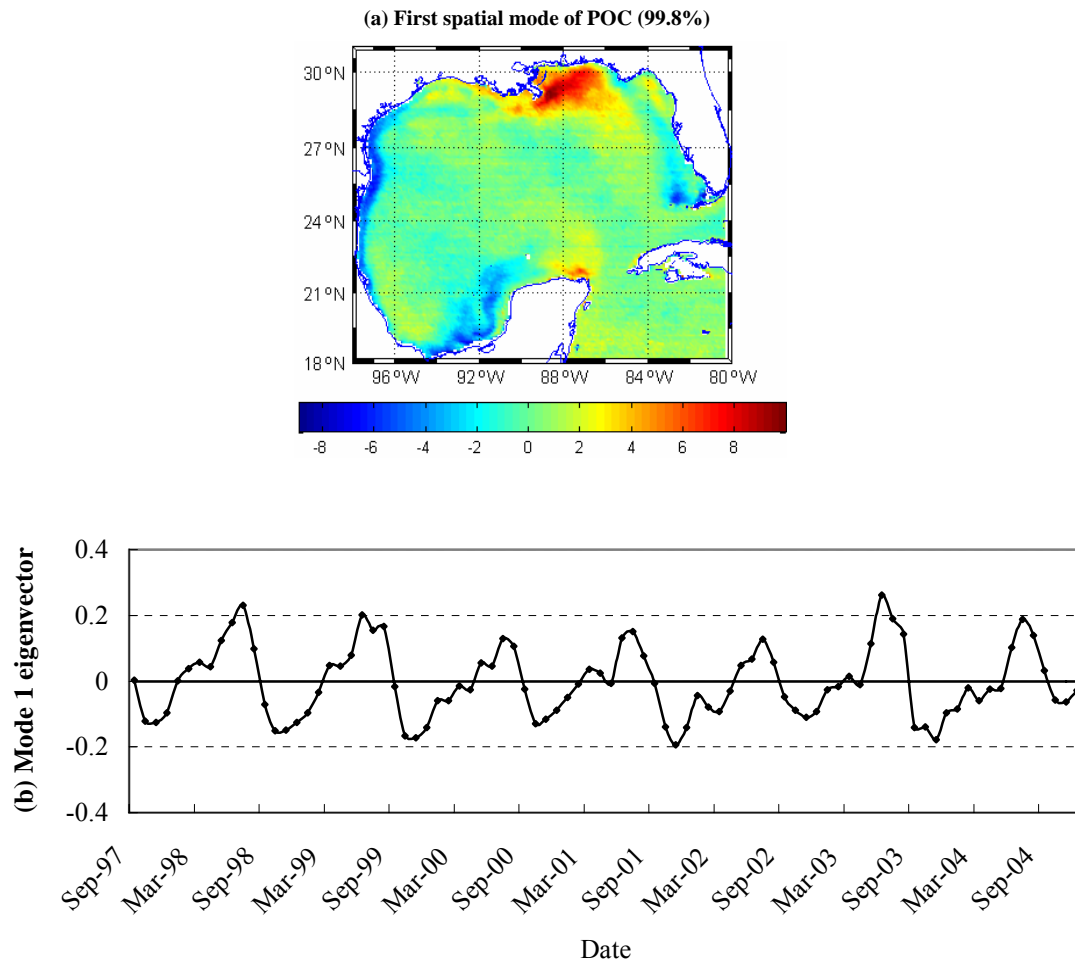 (a) First spatial mode of POC (99.8%)
30°N
27°N
24°N
21°N
18°N
96°W 92°W 88°W 84°W 80°W
-8 -6 -4 -2 0 2 4 6 8
(b) Mode 1 eigenvector
0.4
0.2
0
-0.2
-0.4
Sep-97 Mar-98 Sep-98 Mar-99 Sep-99 Mar-00 Sep-00 Mar-01 Sep-01 Mar-02 Sep-02 Mar-03 Sep-03 Mar-04 Sep-04
Date